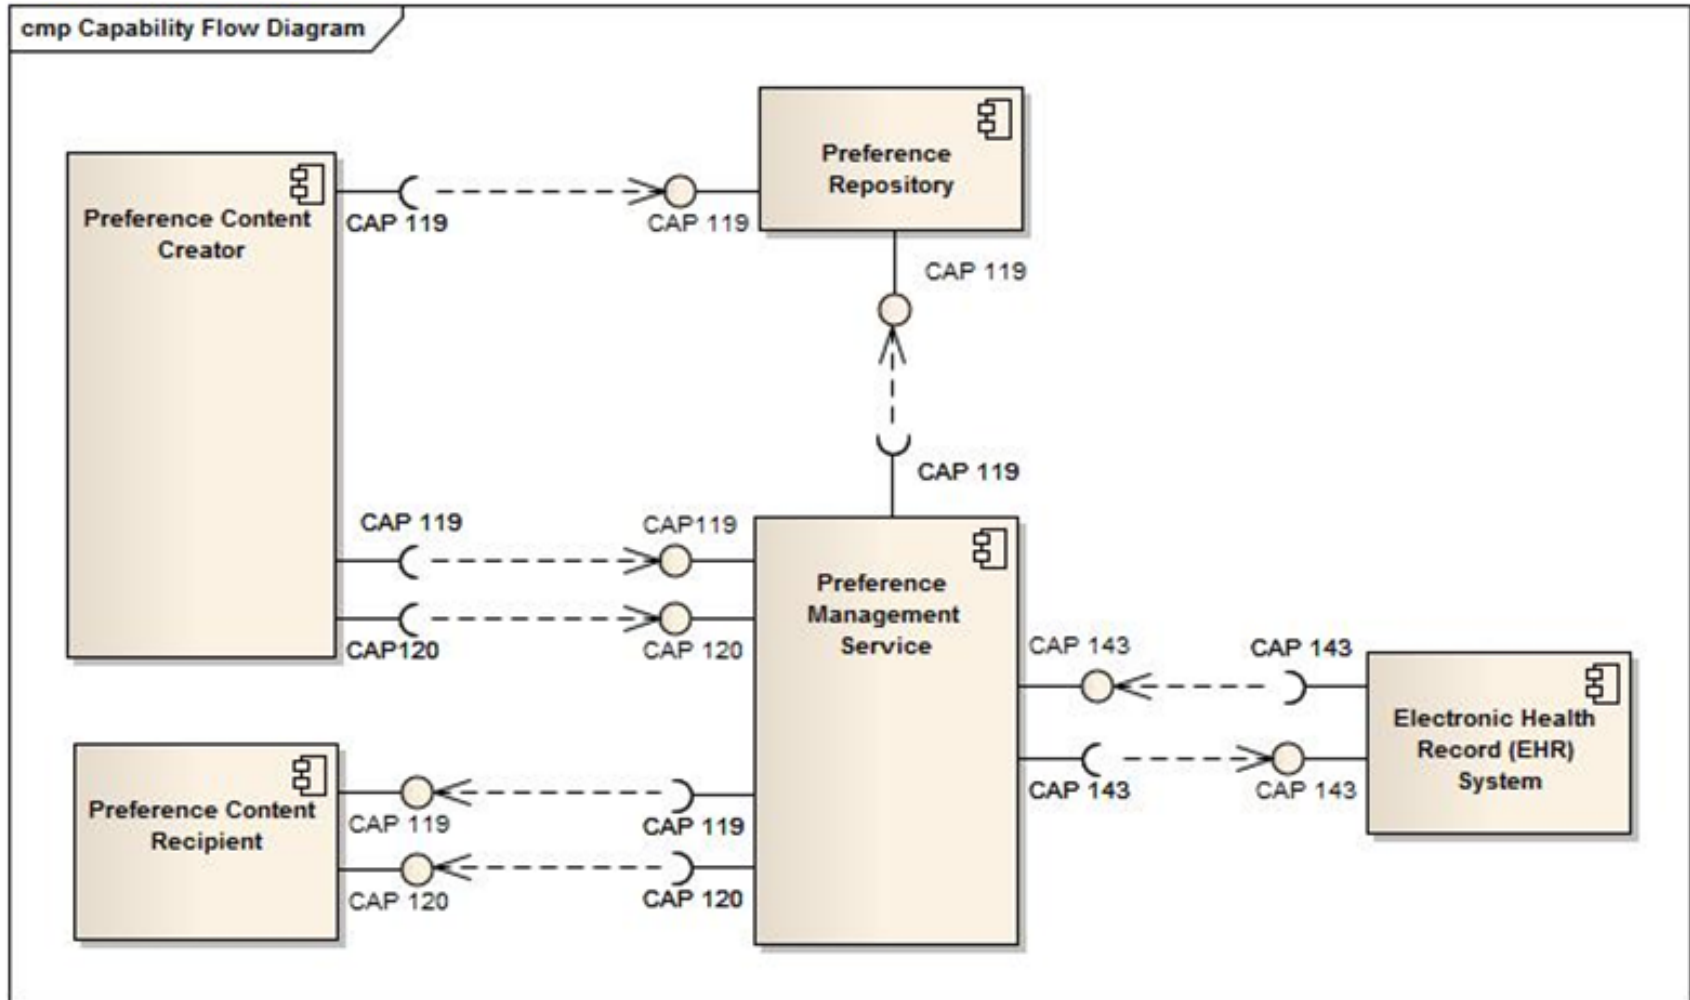 cmp Capability Flow Diagram
Preference
Repository
Preference Content
Creator
CAP 119
CAP 119
CAP 119
CAP 119
CAP 119
CAP119
CAP120
CAP 120
Preference
Management
Service
CAP 143
CAP 143
CAP 143
CAP 143
Electronic Health
Record (EHR)
System
Preference Content
Recipient
CAP 119
CAP 119
CAP 120
CAP 120